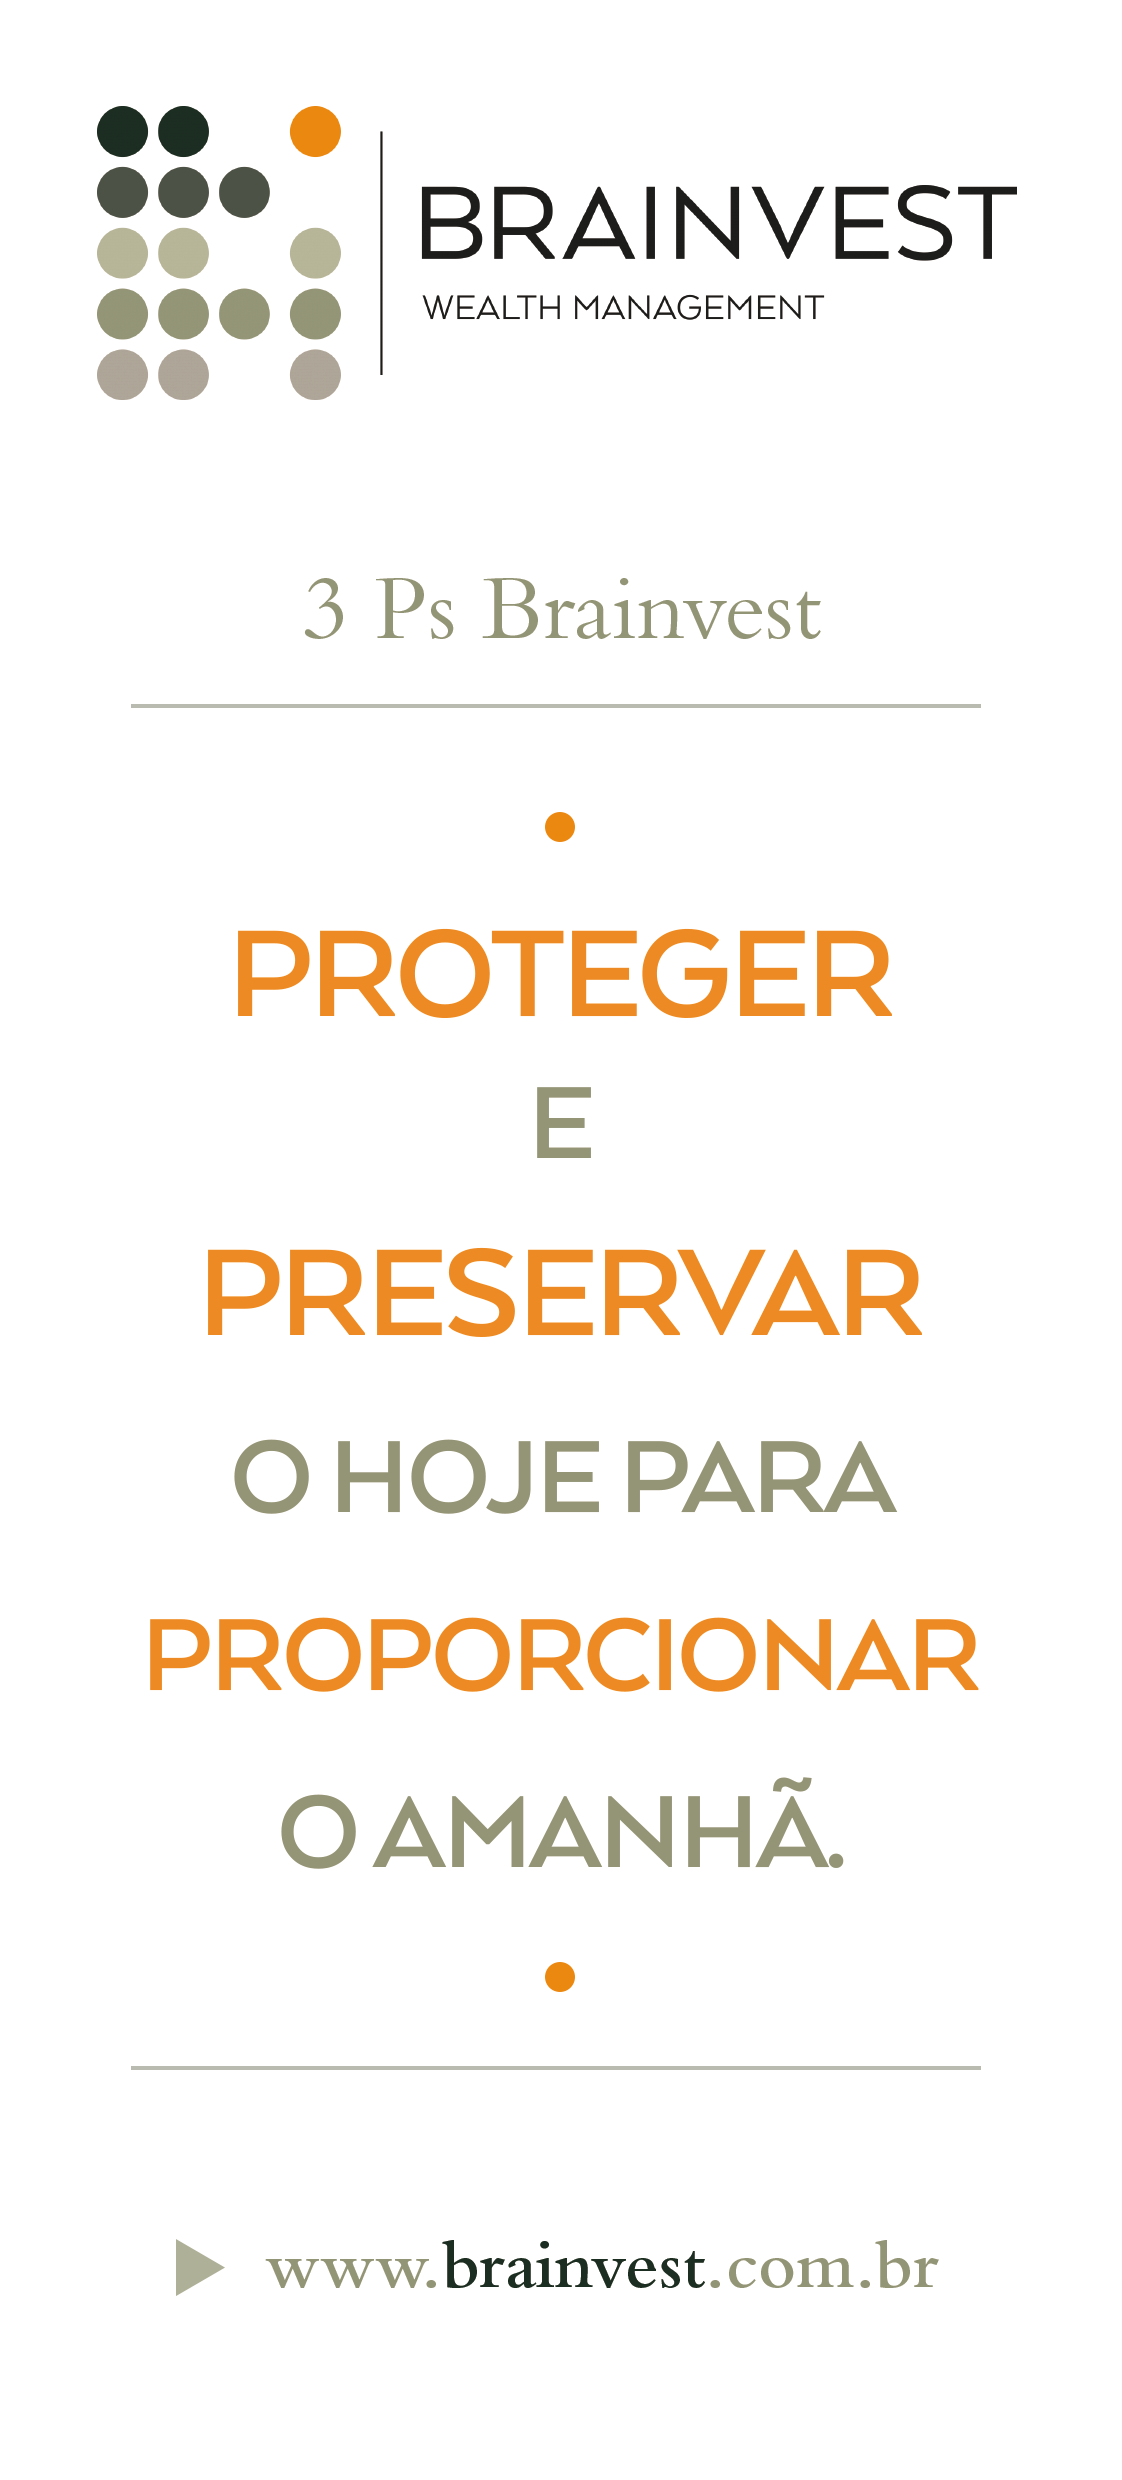 BRAINVEST
WEALTH MANAGEMENT
3 Ps Brainvest
PROTEGER
E
PRESERVAR
O HOJE PARA
PROPORCIONAR
O AMANHÃ.
www.brainvest.com.br